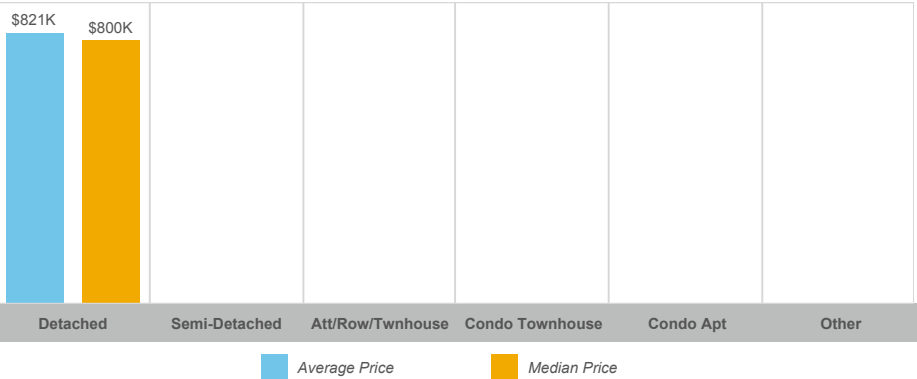 $821K
$800K
Detached Semi-Detached Att/Row/Twnhouse Condo Townhouse Condo Apt Other
Average Price Median Price